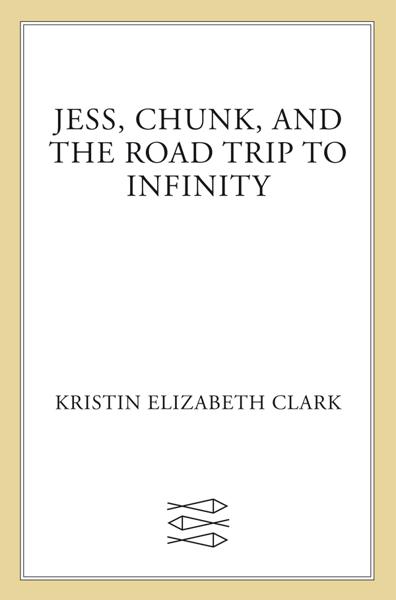 JESS, CHUNK, AND
THE ROAD TRIP TO
INFINITY
KRISTIN ELIZABETH CLARK